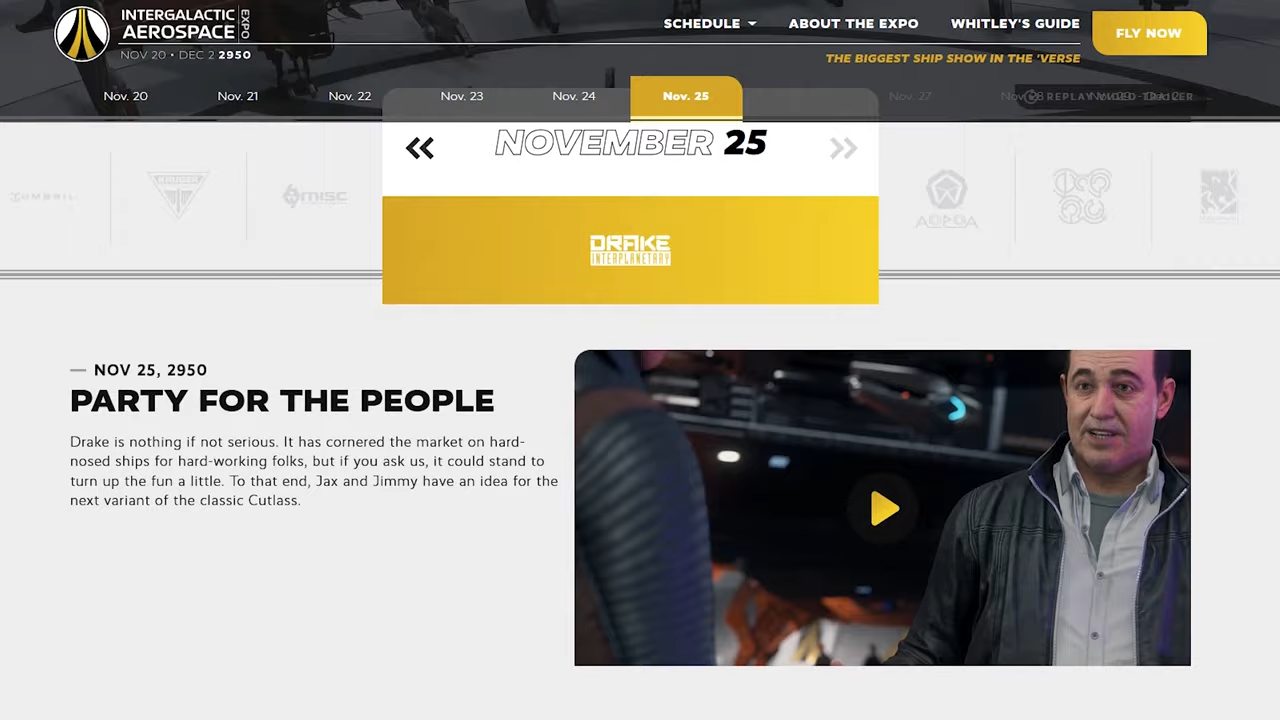 INTERGALACTIC
AEROSPACE
EXPO
NOV 20 • DEC 2 2950
SCHEDULE
ABOUT THE EXPO
WHITLEY'S GUIDE
FLY NOW
THE BIGGEST SHIP SHOW IN THE 'VERSE
Nov. 20
Nov. 21
Nov. 22
Nov. 23
Nov. 24
Nov. 25
Nov. 27
REPLAY VIDEO TRAILER
NOVEMBER 25
TUMBRIL
KRUGER
MISC
AOPOA
DRAKE
INTERPLANETARY
— NOV 25, 2950
PARTY FOR THE PEOPLE
Drake is nothing if not serious. It has cornered the market on hard-
nosed ships for hard-working folks, but if you ask us, it could stand to
turn up the fun a little. To that end, Jax and Jimmy have an idea for the
next variant of the classic Cutlass.